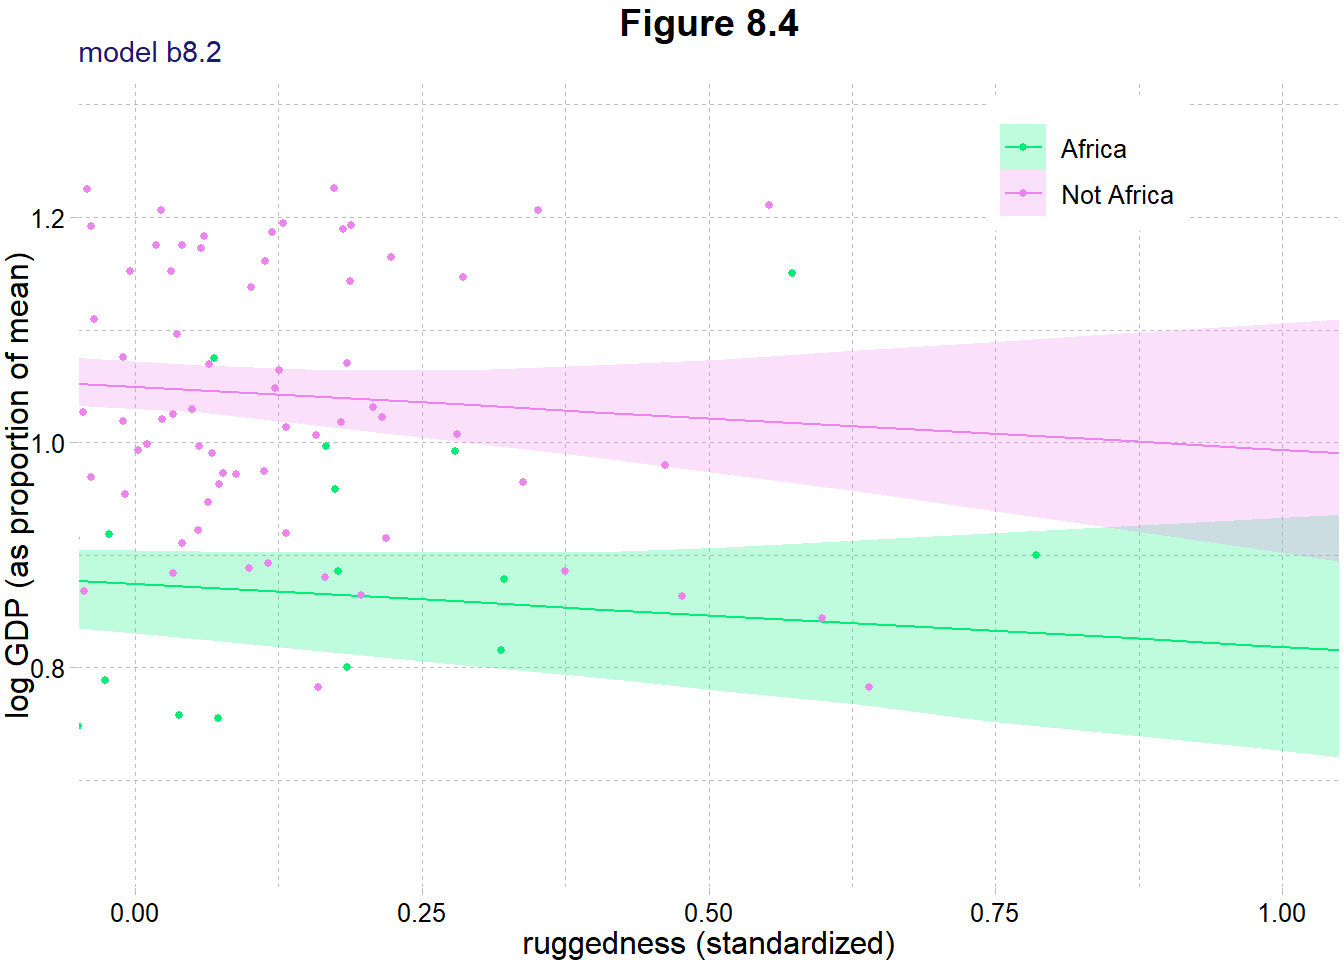 Figure 8.4
model b8.2
Africa
Not Africa
log GDP (as proportion of mean)
1.2
1.0
0.8
0.00 0.25 0.50 0.75 1.00
ruggedness (standardized)